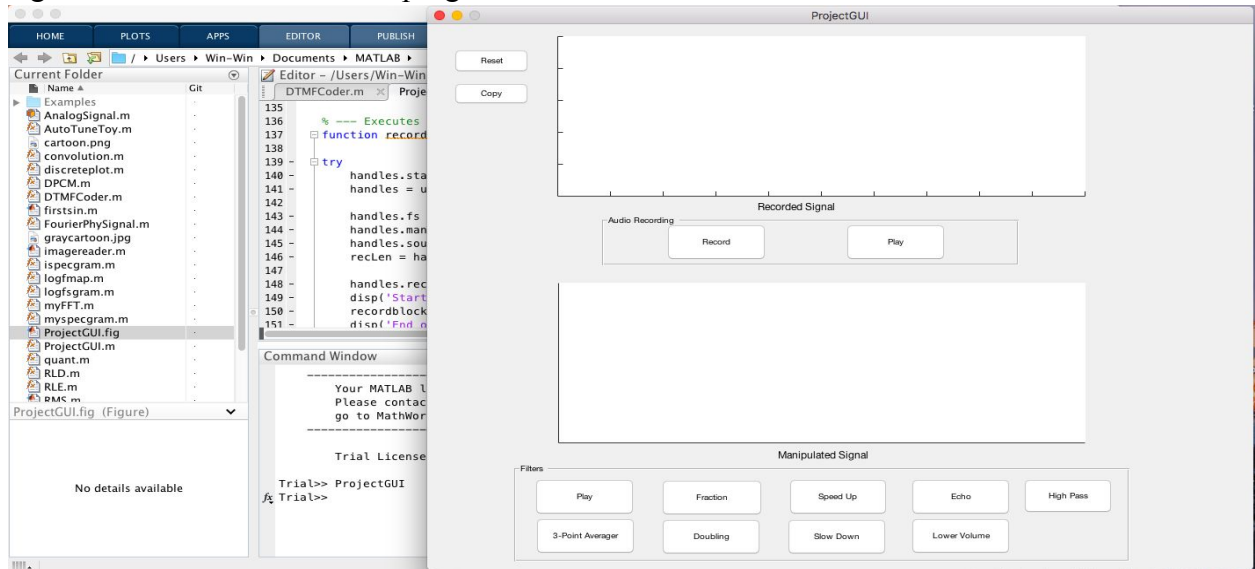 ProjectGUI
HOME PLOTS APPS EDITOR PUBLISH
/ Users Win-Win Documents MATLAB
Current Folder
Name Git
Examples
AnalogSignal.m
AutoTuneToy.m
cartoon.png
convolution.m
discreteplot.m
DPCM.m
DTMFCoder.m
firstsin.m
FourierPhySignal.m
graycartoon.jpg
imagereader.m
ispecgram.m
logfmap.m
logfsgram.m
myFFT.m
myspecgram.m
ProjectGUI.fig
ProjectGUI.m
quant.m
RLD.m
RLE.m
RMS.m
ProjectGUI.fig (Figure)
No details available
Editor – /Users/Win-Win
DTMFCoder.m Proje
135
136 % --- Executes
137 function record
138
139 – try
140 – handles.sta
141 – handles = u
142
143 – handles.fs
144 – handles.man
145 – handles.sou
146 – recLen = ha
147
148 – handles.rec
149 – disp('Start
150 – recordblock
151 – disp('End o
Command Window
Your MATLAB l
Please contac
go to MathWor
Trial License
Trial>> ProjectGUI
fx Trial>>
Reset
Copy
Recorded Signal
Audio Recording
Record Play
Manipulated Signal
Filters
Play Fraction Speed Up Echo High Pass
3-Point Averager Doubling Slow Down Lower Volume